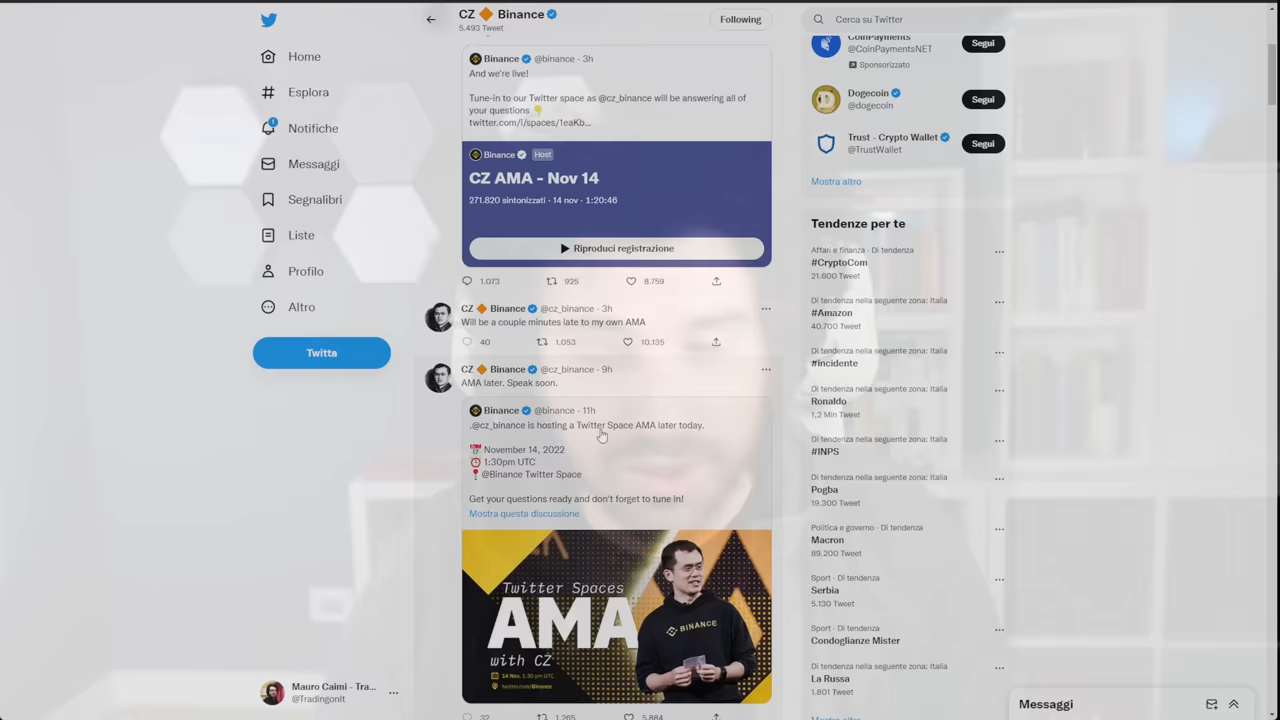 CZ 🔶 Binance
5.493 Tweet
Following
Cerca su Twitter
Home
Esplora
1
Notifiche
Messaggi
Segnalibri
Liste
Profilo
Altro
Twitta
Mauro Caimi - Tra...
@Tradingonit
Binance @binance · 3h
And we're live!
Tune-in to our Twitter space as @cz_binance will be answering all of
your questions 👇
twitter.com/i/spaces/1eaKb...
Binance Host
CZ AMA - Nov 14
271.820 sintonizzati · 14 nov · 1:20:46
Riproduci registrazione
1.073 925 8.759
CZ 🔶 Binance @cz_binance · 3h
Will be a couple minutes late to my own AMA
40 1.053 10.135
CZ 🔶 Binance @cz_binance · 9h
AMA later. Speak soon.
Binance @binance · 11h
.@cz_binance is hosting a Twitter Space AMA later today.
📅 November 14, 2022
⏰ 1:30pm UTC
📍 @Binance Twitter Space
Get your questions ready and don't forget to tune in!
Mostra questa discussione
Twitter Spaces
AMA
with CZ
14 Nov. 1:30 pm UTC
twitter.com/Binance
BINANCE
32 1.265 5.884
CoinPayments
@CoinPaymentsNET
Sponsorizzato
Segui
Dogecoin
@dogecoin
Segui
Trust - Crypto Wallet
@TrustWallet
Segui
Mostra altro
Tendenze per te
Affari e finanza · Di tendenza
#CryptoCom
21.600 Tweet
Di tendenza nella seguente zona: Italia
#Amazon
40.700 Tweet
Di tendenza nella seguente zona: Italia
#incidente
Di tendenza nella seguente zona: Italia
Ronaldo
1,2 Mln Tweet
Di tendenza nella seguente zona: Italia
#INPS
Di tendenza nella seguente zona: Italia
Pogba
19.300 Tweet
Politica e governo · Di tendenza
Macron
89.200 Tweet
Sport · Di tendenza
Serbia
5.130 Tweet
Sport · Di tendenza
Condoglianze Mister
Di tendenza nella seguente zona: Italia
La Russa
1.801 Tweet
Mostra altro
Messaggi